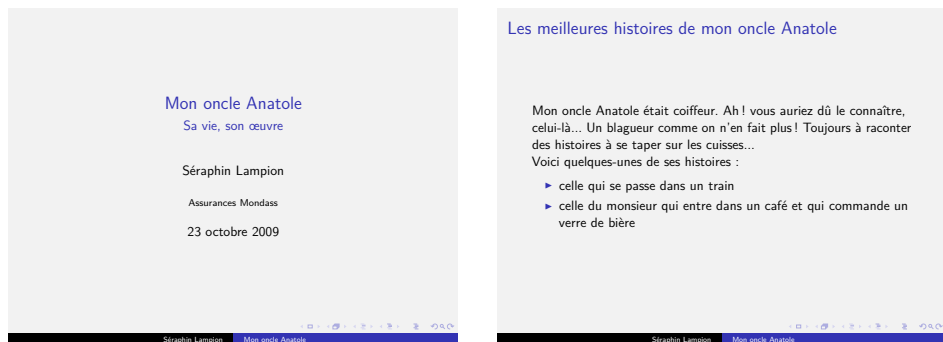 Mon oncle Anatole
Sa vie, son œuvre
Séraphin Lampion
Assurances Mondass
23 octobre 2009
Séraphin Lampion Mon oncle Anatole
Les meilleures histoires de mon oncle Anatole
Mon oncle Anatole était coiffeur. Ah ! vous auriez dû le connaître,
celui-là... Un blagueur comme on n'en fait plus ! Toujours à raconter
des histoires à se taper sur les cuisses...
Voici quelques-unes de ses histoires :
celle qui se passe dans un train
celle du monsieur qui entre dans un café et qui commande un
verre de bière
Séraphin Lampion Mon oncle Anatole